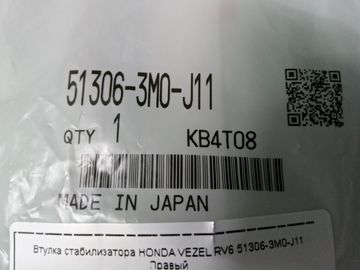 51306-3M0-J11
QTY 1 KB4T08
MADE IN JAPAN
Втулка стабилизатора HONDA VEZEL RV6 51306-3M0-J11
Правый